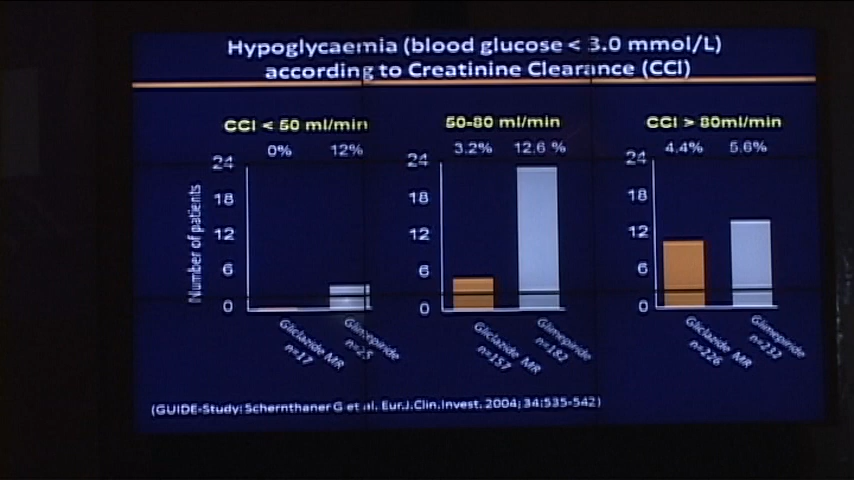 Hypoglycaemia (blood glucose < 3.0 mmol/L)
according to Creatinine Clearance (CCl)
CCl < 50 ml/min
0% 12%
24
18
12
6
0
Number of patients
Gliclazide MR
n=17
Glimepiride
n=25
50-80 ml/min
3.2% 12.6 %
24
18
12
6
0
Gliclazide MR
n=157
Glimepiride
n=182
CCl > 80ml/min
4.4% 5.6%
24
18
12
6
0
Gliclazide MR
n=226
Glimepiride
n=232
(GUIDE-Study: Schernthaner G et al. Eur.J.Clin.Invest. 2004; 34:535-542)